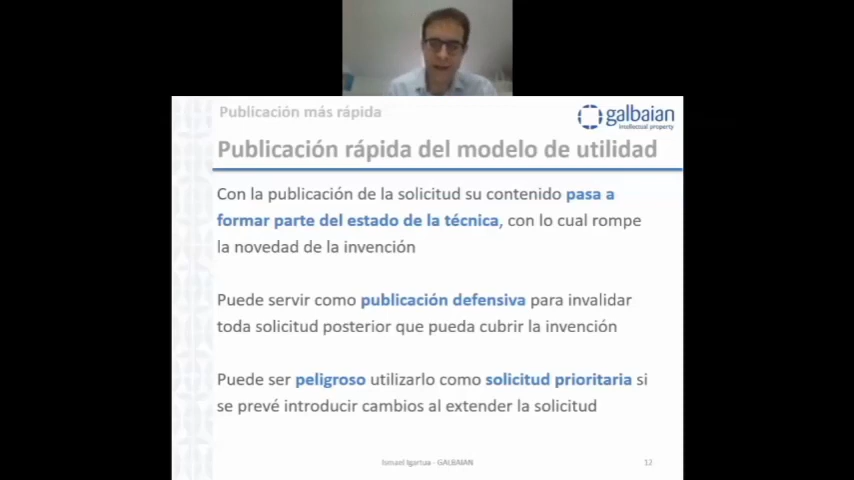 Publicación más rápida
galbaian
intellectual property
Publicación rápida del modelo de utilidad
Con la publicación de la solicitud su contenido pasa a
formar parte del estado de la técnica, con lo cual rompe
la novedad de la invención
Puede servir como publicación defensiva para invalidar
toda solicitud posterior que pueda cubrir la invención
Puede ser peligroso utilizarlo como solicitud prioritaria si
se prevé introducir cambios al extender la solicitud
Ismael Igartua - GALBAIAN
12